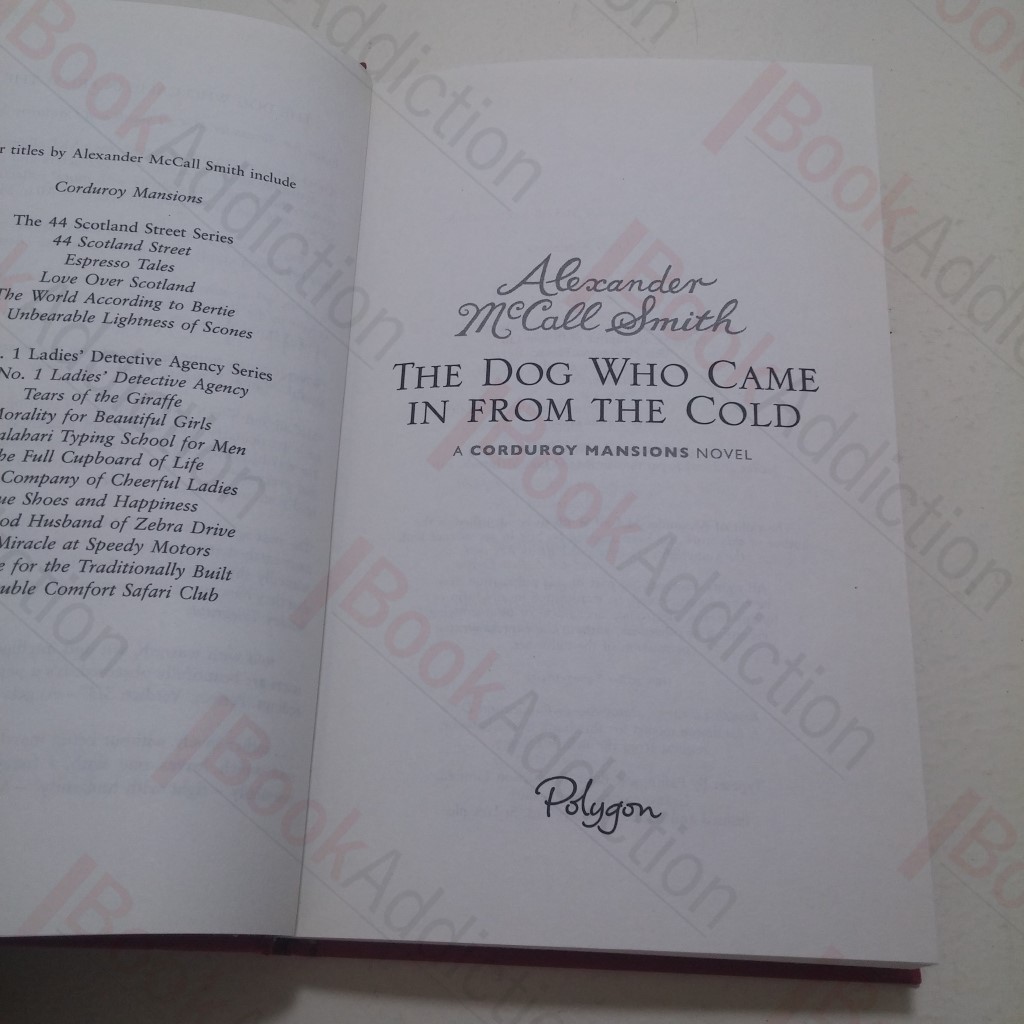 r titles by Alexander McCall Smith include
Corduroy Mansions
The 44 Scotland Street Series
44 Scotland Street
Espresso Tales
Love Over Scotland
The World According to Bertie
Unbearable Lightness of Scones
. 1 Ladies' Detective Agency Series
No. 1 Ladies' Detective Agency
Tears of the Giraffe
Morality for Beautiful Girls
alahari Typing School for Men
he Full Cupboard of Life
Company of Cheerful Ladies
ue Shoes and Happiness
od Husband of Zebra Drive
Miracle at Speedy Motors
e for the Traditionally Built
uble Comfort Safari Club
Alexander
McCall Smith
THE DOG WHO CAME
IN FROM THE COLD
A CORDUROY MANSIONS NOVEL
Polygon
BookAddiction